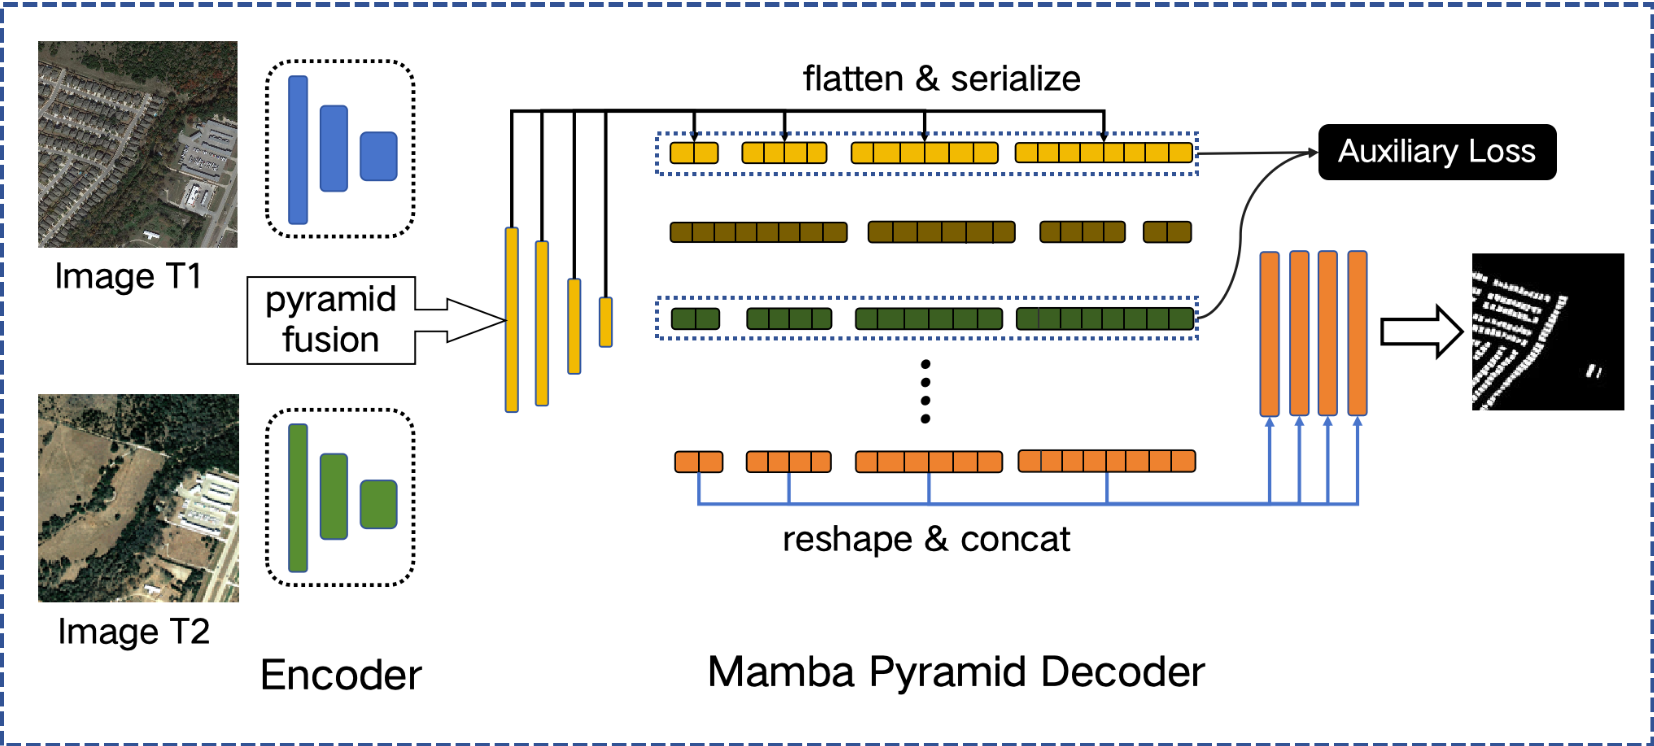 flatten & serialize
Auxiliary Loss
Image T1
pyramid
fusion
reshape & concat
Image T2
Encoder
Mamba Pyramid Decoder